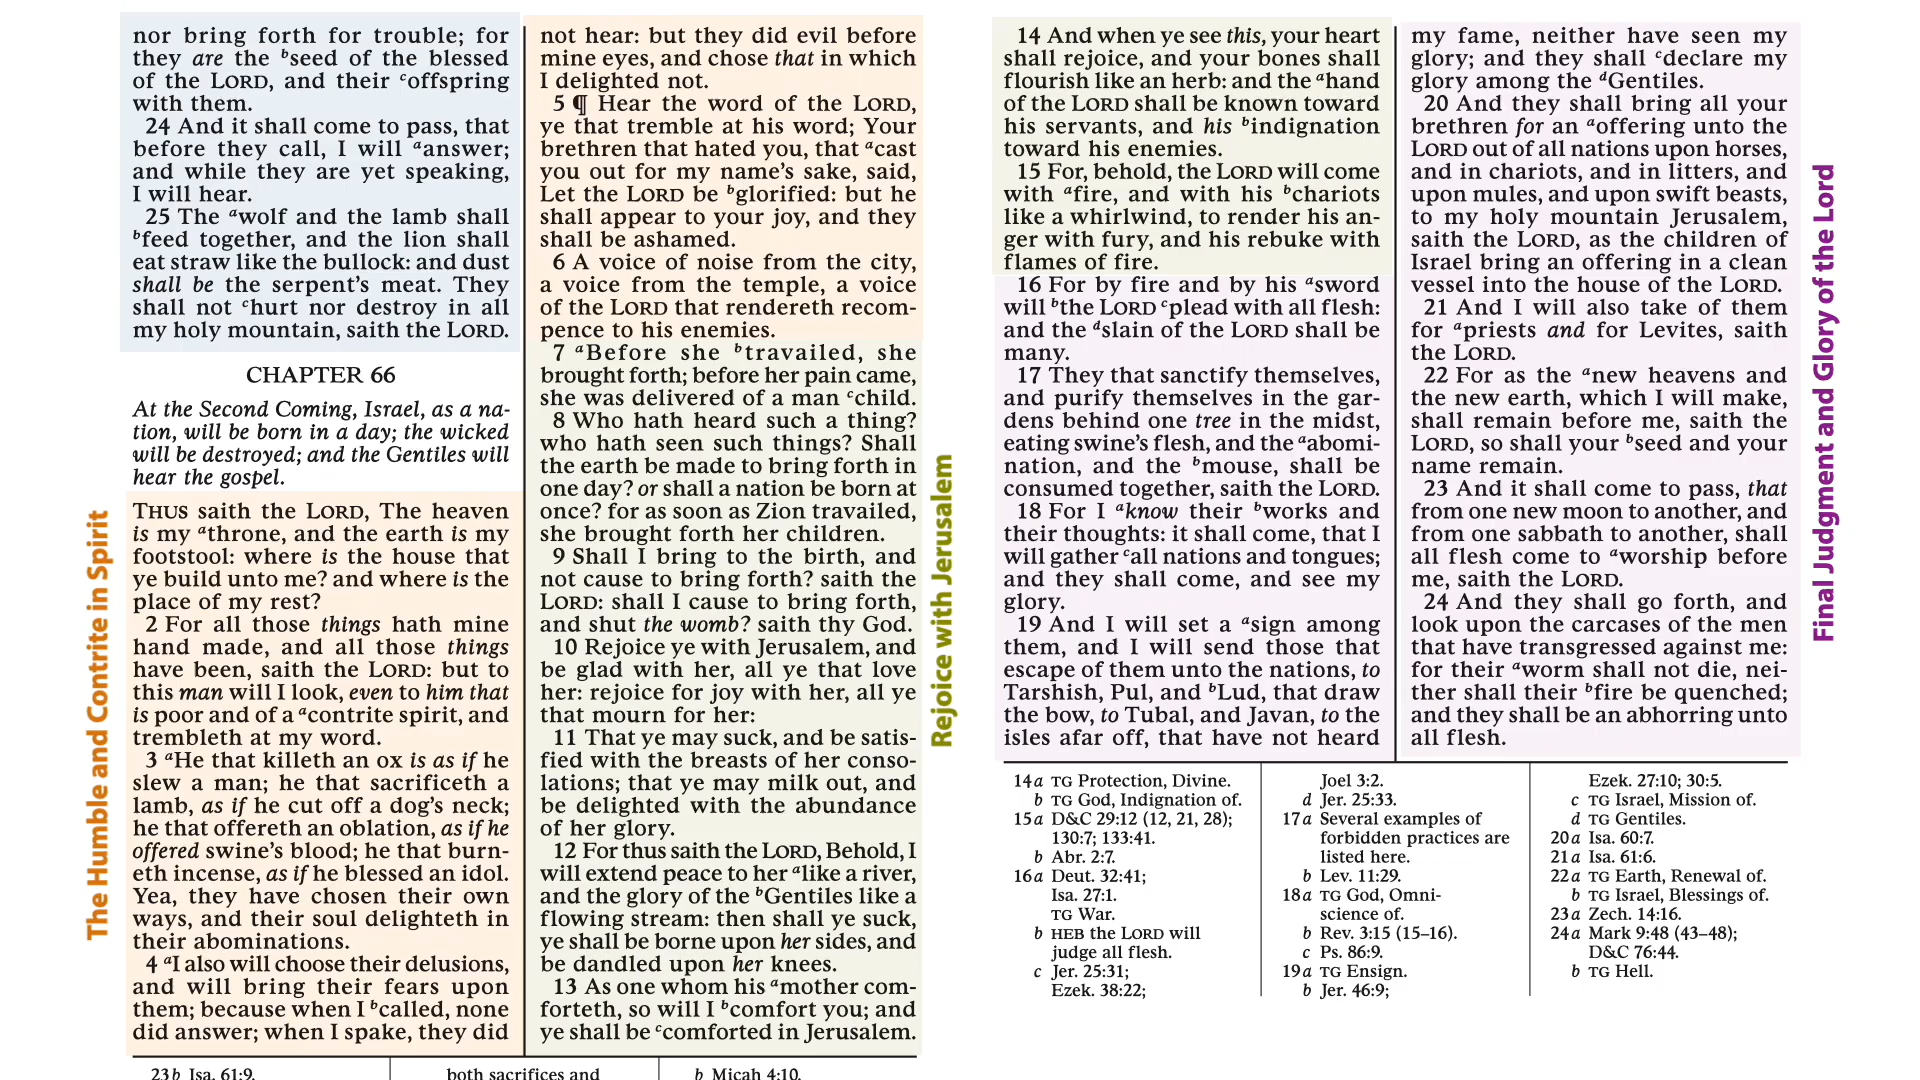 nor bring forth for trouble; for
they are the bseed of the blessed
of the LORD, and their coffspring
with them.
24 And it shall come to pass, that
before they call, I will aanswer;
and while they are yet speaking,
I will hear.
25 The awolf and the lamb shall
bfeed together, and the lion shall
eat straw like the bullock: and dust
shall be the serpent's meat. They
shall not churt nor destroy in all
my holy mountain, saith the LORD.
CHAPTER 66
At the Second Coming, Israel, as a na-
tion, will be born in a day; the wicked
will be destroyed; and the Gentiles will
hear the gospel.
The Humble and Contrite in Spirit
THUS saith the LORD, The heaven
is my athrone, and the earth is my
footstool: where is the house that
ye build unto me? and where is the
place of my rest?
2 For all those things hath mine
hand made, and all those things
have been, saith the LORD: but to
this man will I look, even to him that
is poor and of a acontrite spirit, and
trembleth at my word.
3 aHe that killeth an ox is as if he
slew a man; he that sacrificeth a
lamb, as if he cut off a dog's neck;
he that offereth an oblation, as if he
offered swine's blood; he that burn-
eth incense, as if he blessed an idol.
Yea, they have chosen their own
ways, and their soul delighteth in
their abominations.
4 aI also will choose their delusions,
and will bring their fears upon
them; because when I bcalled, none
did answer; when I spake, they did
not hear: but they did evil before
mine eyes, and chose that in which
I delighted not.
5 ¶ Hear the word of the LORD,
ye that tremble at his word; Your
brethren that hated you, that acast
you out for my name's sake, said,
Let the LORD be bglorified: but he
shall appear to your joy, and they
shall be ashamed.
6 A voice of noise from the city,
a voice from the temple, a voice
of the LORD that rendereth recom-
pence to his enemies.
7 aBefore she btravailed, she
brought forth; before her pain came,
she was delivered of a man cchild.
8 Who hath heard such a thing?
who hath seen such things? Shall
the earth be made to bring forth in
one day? or shall a nation be born at
once? for as soon as Zion travailed,
she brought forth her children.
9 Shall I bring to the birth, and
not cause to bring forth? saith the
LORD: shall I cause to bring forth,
and shut the womb? saith thy God.
10 Rejoice ye with Jerusalem, and
be glad with her, all ye that love
her: rejoice for joy with her, all ye
that mourn for her:
11 That ye may suck, and be satis-
fied with the breasts of her conso-
lations; that ye may milk out, and
be delighted with the abundance
of her glory.
12 For thus saith the LORD, Behold, I
will extend peace to her alike a river,
and the glory of the bGentiles like a
flowing stream: then shall ye suck,
ye shall be borne upon her sides, and
be dandled upon her knees.
13 As one whom his amother com-
forteth, so will I bcomfort you; and
ye shall be ccomforted in Jerusalem.
Rejoice with Jerusalem
23b Isa. 61:9.
both sacrifices and
b Micah 4:10.
14 And when ye see this, your heart
shall rejoice, and your bones shall
flourish like an herb: and the ahand
of the LORD shall be known toward
his servants, and his bindignation
toward his enemies.
15 For, behold, the LORD will come
with afire, and with his bchariots
like a whirlwind, to render his an-
ger with fury, and his rebuke with
flames of fire.
16 For by fire and by his asword
will bthe LORD cplead with all flesh:
and the dslain of the LORD shall be
many.
17 They that sanctify themselves,
and purify themselves in the gar-
dens behind one tree in the midst,
eating swine's flesh, and the aabomi-
nation, and the bmouse, shall be
consumed together, saith the LORD.
18 For I aknow their bworks and
their thoughts: it shall come, that I
will gather call nations and tongues;
and they shall come, and see my
glory.
19 And I will set a asign among
them, and I will send those that
escape of them unto the nations, to
Tarshish, Pul, and bLud, that draw
the bow, to Tubal, and Javan, to the
isles afar off, that have not heard
my fame, neither have seen my
glory; and they shall cdeclare my
glory among the dGentiles.
20 And they shall bring all your
brethren for an aoffering unto the
LORD out of all nations upon horses,
and in chariots, and in litters, and
upon mules, and upon swift beasts,
to my holy mountain Jerusalem,
saith the LORD, as the children of
Israel bring an offering in a clean
vessel into the house of the LORD.
21 And I will also take of them
for apriests and for Levites, saith
the LORD.
22 For as the anew heavens and
the new earth, which I will make,
shall remain before me, saith the
LORD, so shall your bseed and your
name remain.
23 And it shall come to pass, that
from one new moon to another, and
from one sabbath to another, shall
all flesh come to aworship before
me, saith the LORD.
24 And they shall go forth, and
look upon the carcases of the men
that have transgressed against me:
for their aworm shall not die, nei-
ther shall their bfire be quenched;
and they shall be an abhorring unto
all flesh.
Final Judgment and Glory of the Lord
14a TG Protection, Divine.
b TG God, Indignation of.
15a D&C 29:12 (12, 21, 28);
130:7; 133:41.
b Abr. 2:7.
16a Deut. 32:41;
Isa. 27:1.
TG War.
b HEB the LORD will
judge all flesh.
c Jer. 25:31;
Ezek. 38:22;
Joel 3:2.
d Jer. 25:33.
17a Several examples of
forbidden practices are
listed here.
b Lev. 11:29.
18a TG God, Omni-
science of.
b Rev. 3:15 (15–16).
c Ps. 86:9.
19a TG Ensign.
b Jer. 46:9;
Ezek. 27:10; 30:5.
c TG Israel, Mission of.
d TG Gentiles.
20a Isa. 60:7.
21a Isa. 61:6.
22a TG Earth, Renewal of.
b TG Israel, Blessings of.
23a Zech. 14:16.
24a Mark 9:48 (43–48);
D&C 76:44.
b TG Hell.